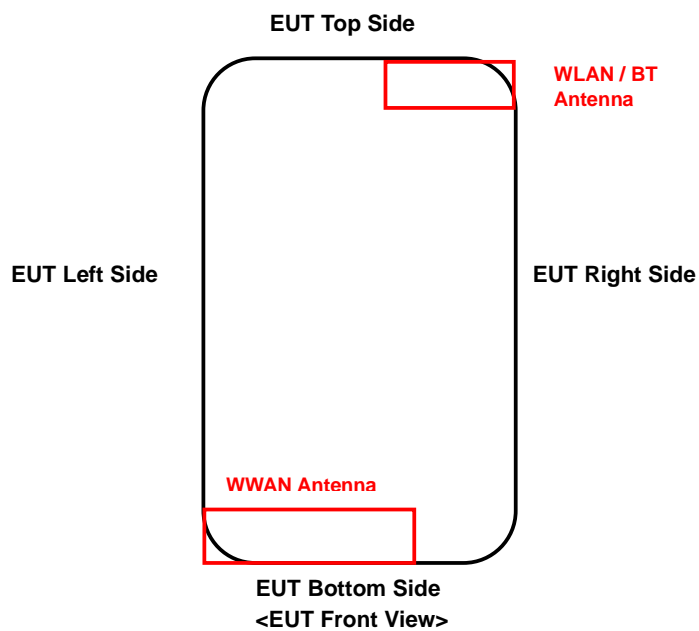 EUT Top Side
WLAN / BT
Antenna
EUT Left Side
EUT Right Side
WWAN Antenna
EUT Bottom Side
<EUT Front View>